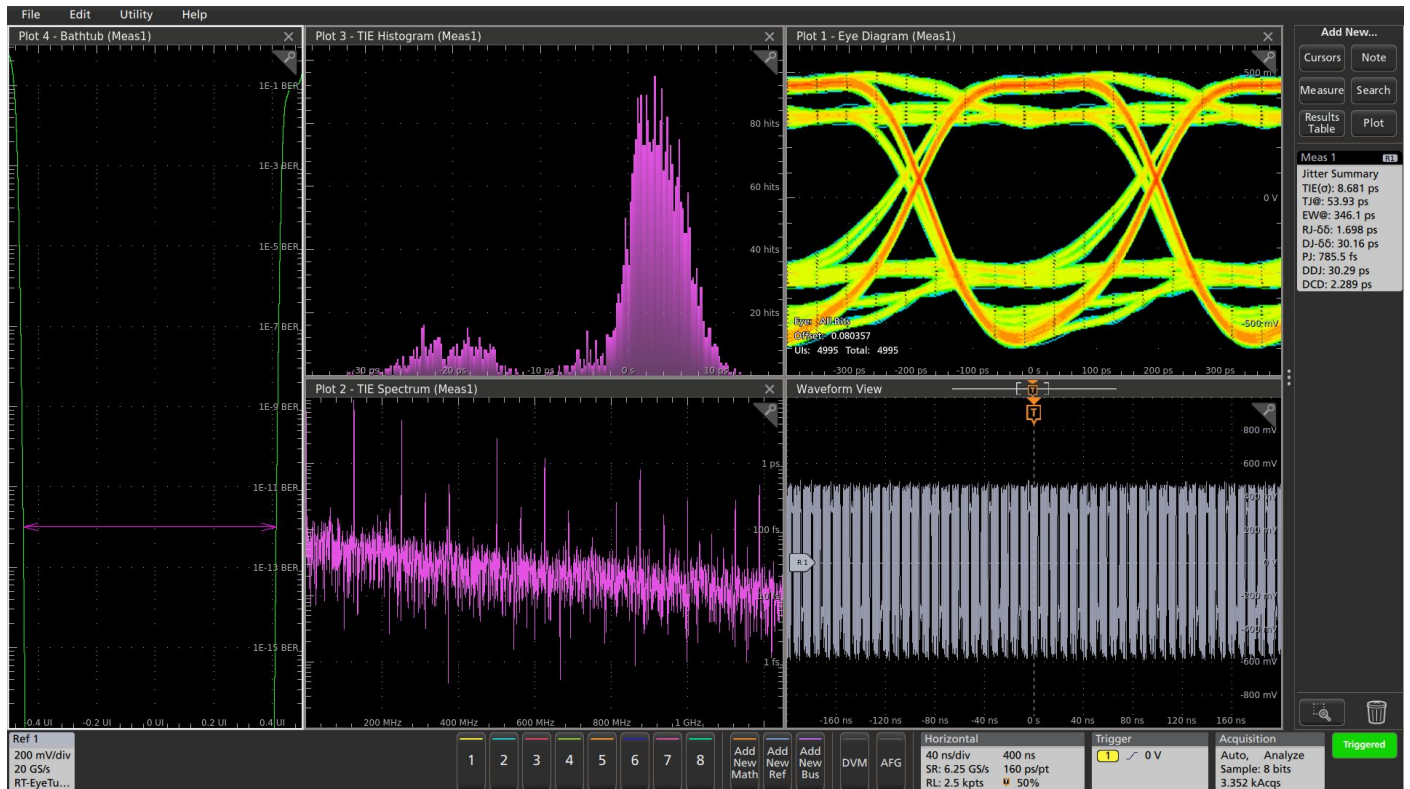 File Edit Utility Help
Plot 4 - Bathtub (Meas1)
1E-1 BER
1E-3 BER
1E-5 BER
1E-7 BER
1E-9 BER
1E-11 BER
1E-13 BER
1E-15 BER
-0.4 UI -0.2 UI 0 UI 0.2 UI 0.4 UI
Plot 3 - TIE Histogram (Meas1)
80 hits
60 hits
40 hits
20 hits
-30 ps -20 ps -10 ps 0 s 10 ps
Plot 1 - Eye Diagram (Meas1)
500 mV
0 V
-500 mV
Eye: All Bits
Offset: 0.080357
UIs: 4995 Total: 4995
-300 ps -200 ps -100 ps 0 s 100 ps 200 ps 300 ps
Plot 2 - TIE Spectrum (Meas1)
1 ps
100 fs
10 fs
1 fs
200 MHz 400 MHz 600 MHz 800 MHz 1 GHz
Waveform View
T
T
800 mV
600 mV
400 mV
200 mV
0 V
-200 mV
-400 mV
-600 mV
-800 mV
R1
-160 ns -120 ns -80 ns -40 ns 0 s 40 ns 80 ns 120 ns 160 ns
Add New...
Cursors Note
Measure Search
Results Table Plot
Meas 1 R1
Jitter Summary
TIE(σ): 8.681 ps
TJ@: 53.93 ps
EW@: 346.1 ps
RJ-δδ: 1.698 ps
DJ-δδ: 30.16 ps
PJ: 785.5 fs
DDJ: 30.29 ps
DCD: 2.289 ps
Ref 1
200 mV/div
20 GS/s
RT-EyeTu...
1 2 3 4 5 6 7 8
Add New Math
Add New Ref
Add New Bus
DVM AFG
Horizontal
40 ns/div 400 ns
SR: 6.25 GS/s 160 ps/pt
RL: 2.5 kpts 50%
Trigger
1 0 V
Acquisition
Auto, Analyze
Sample: 8 bits
3.352 kAcqs
Triggered